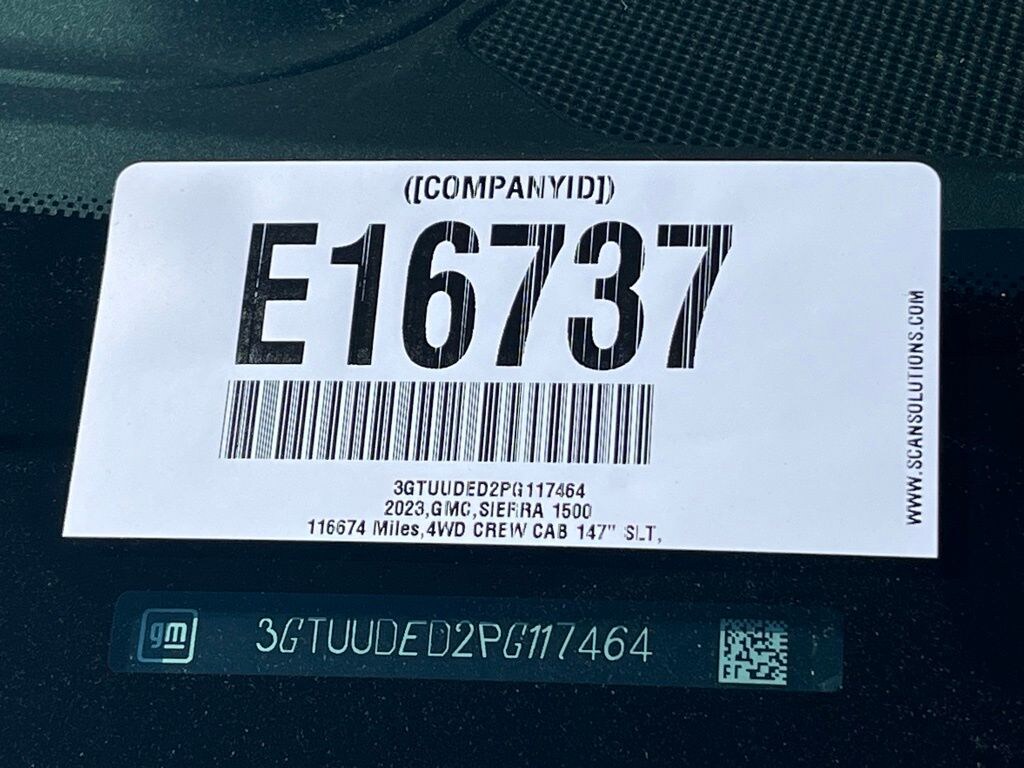 ([COMPANYID])
E16737
3GTUUDED2PG117464
2023,GMC,SIERRA 1500
116674 Miles,4WD CREW CAB 147" SLT,
WWW.SCANSOLUTIONS.COM
gm 3GTUUDED2PG117464